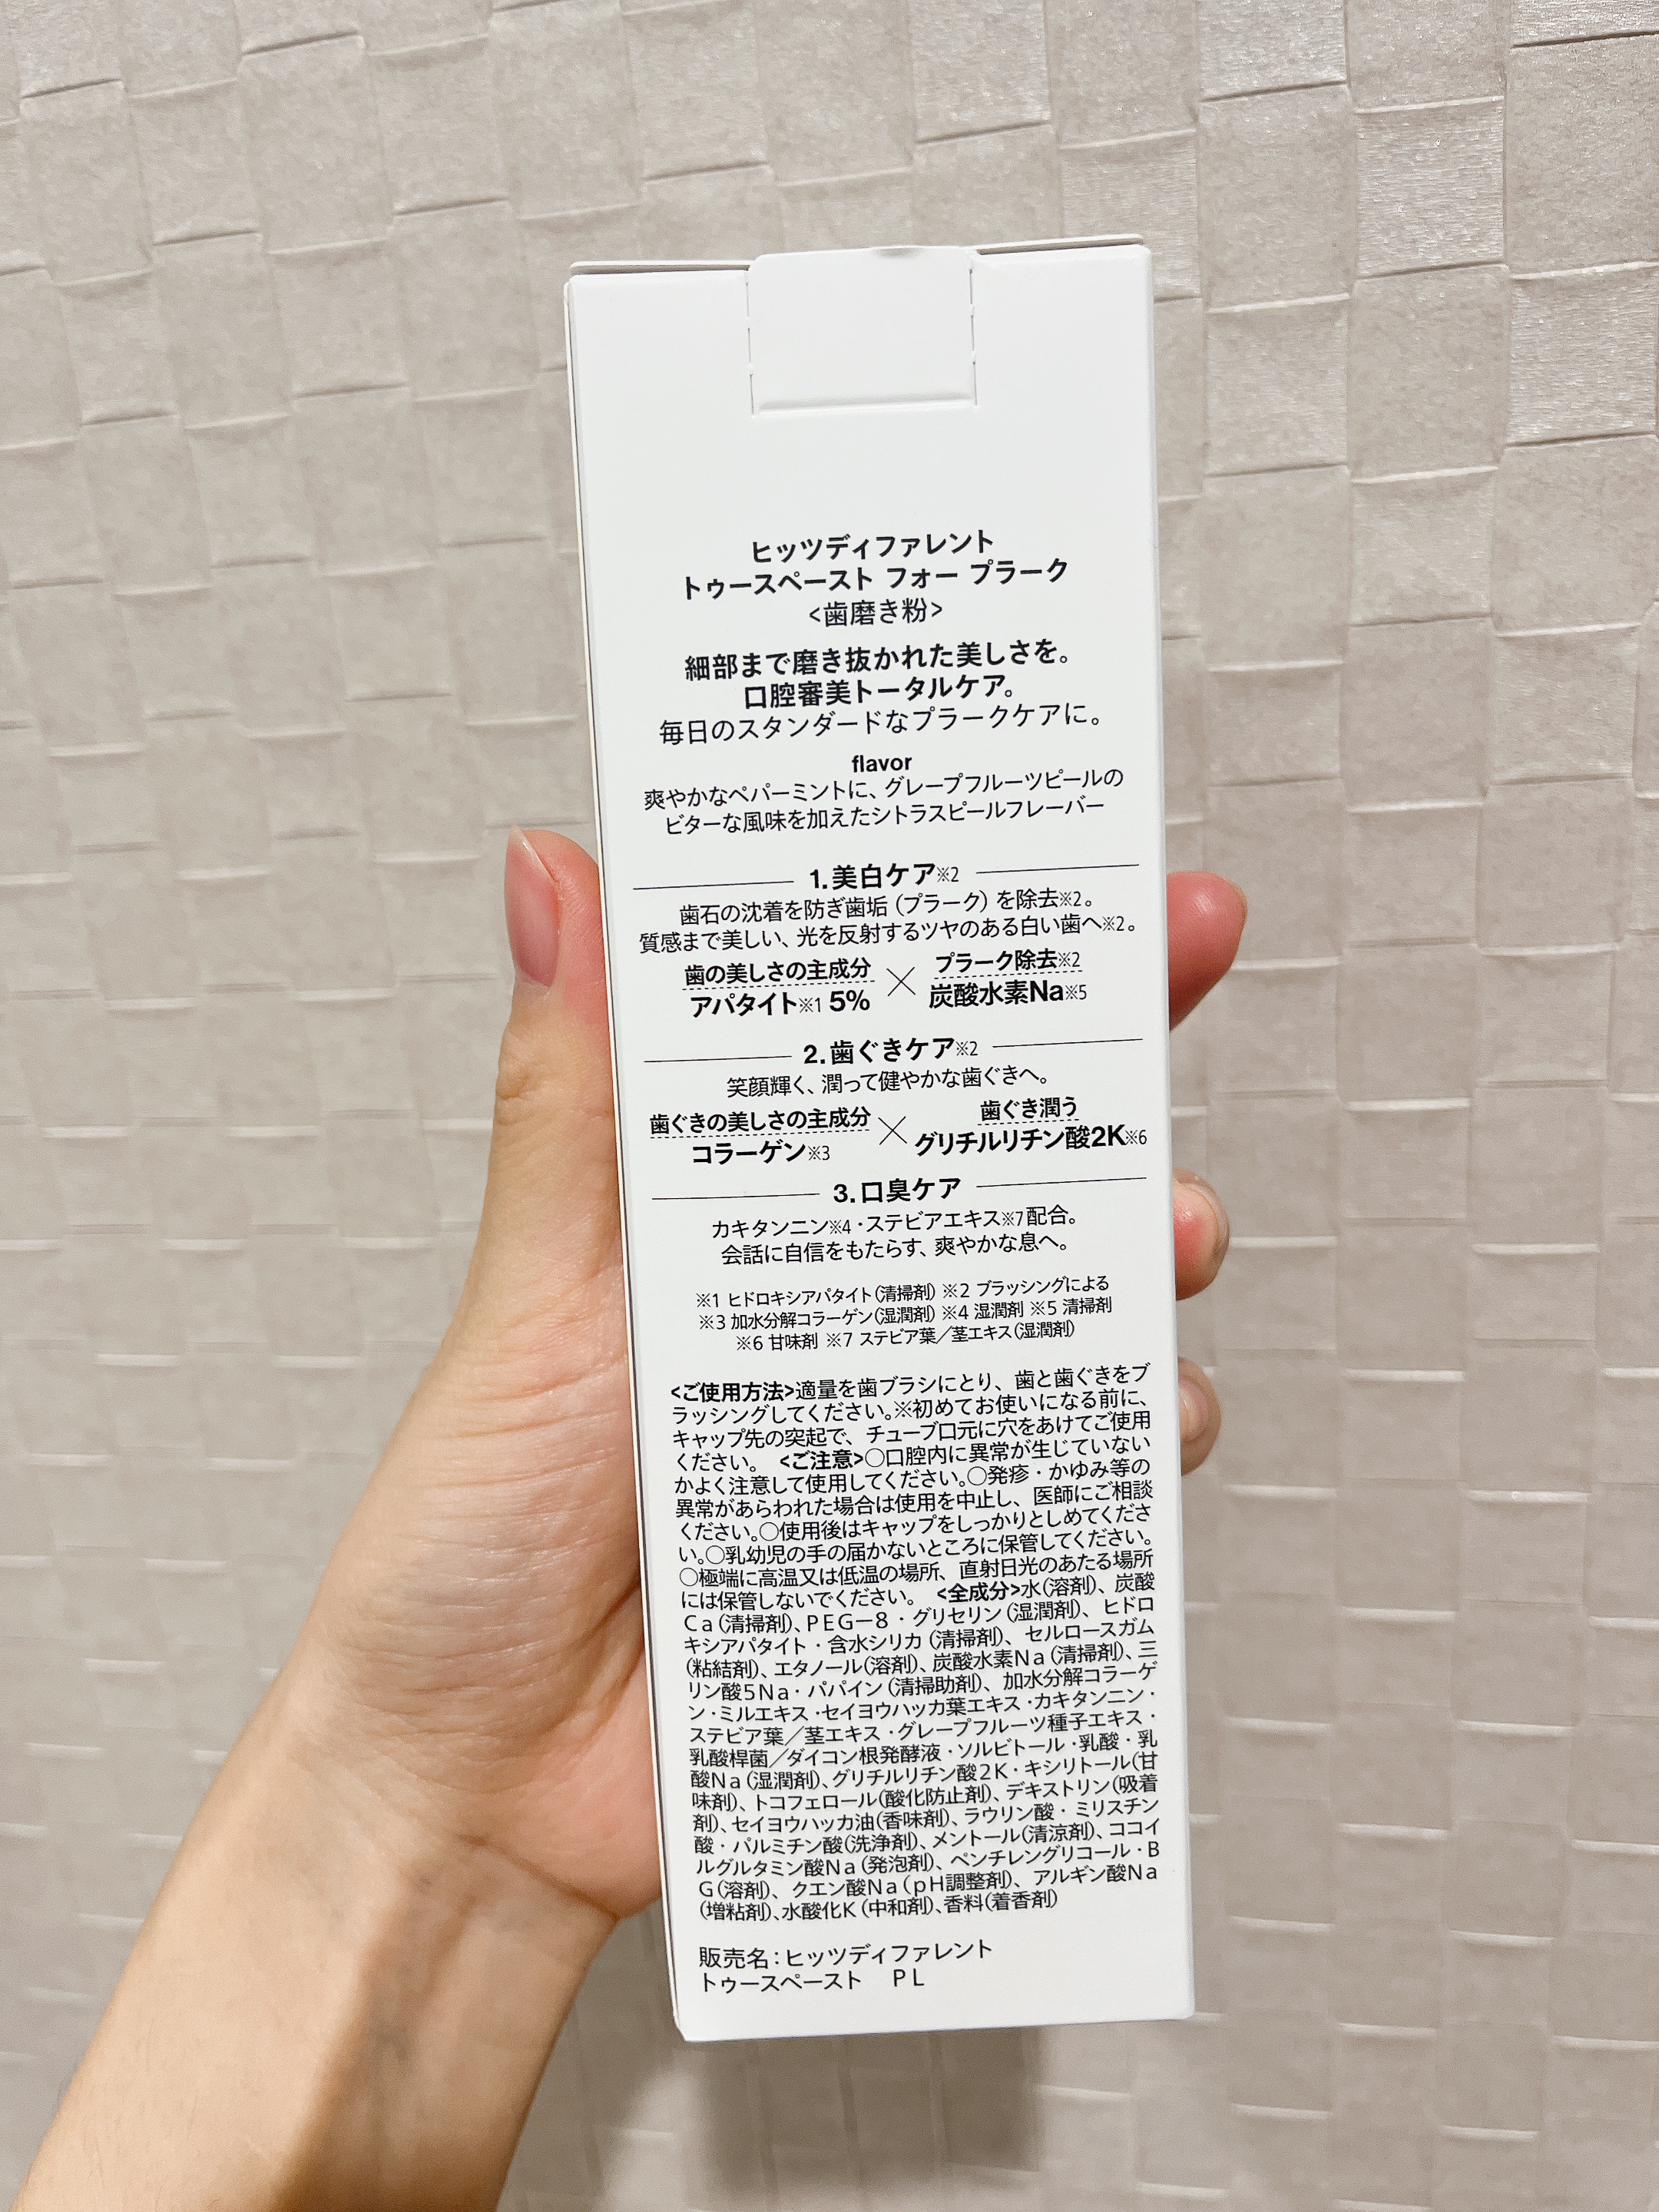 ヒッツディファレント
トゥースペースト フォー プラーク
<歯磨き粉>
細部まで磨き抜かれた美しさを。
口腔審美トータルケア。
毎日のスタンダードなプラークケアに。
flavor
爽やかなペパーミントに、グレープフルーツピールの
ビターな風味を加えたシトラスピールフレーバー
1.美白ケア※2
歯石の沈着を防ぎ歯垢(プラーク)を除去※2。
質感まで美しい、光を反射するツヤのある白い歯へ※2。
歯の美しさの主成分 × プラーク除去※2
アパタイト※1 5% 炭酸水素Na※5
2.歯ぐきケア※2
笑顔輝く、潤って健やかな歯ぐきへ。
歯ぐきの美しさの主成分 × 歯ぐき潤う
コラーゲン※3 グリチルリチン酸2K※6
3.口臭ケア
カキタンニン※4・ステビアエキス※7配合。
会話に自信をもたらす、爽やかな息へ。
※1 ヒドロキシアパタイト(清掃剤) ※2 ブラッシングによる
※3 加水分解コラーゲン(湿潤剤) ※4 湿潤剤 ※5 清掃剤
※6 甘味剤 ※7 ステビア葉/茎エキス(湿潤剤)
<ご使用方法>適量を歯ブラシにとり、歯と歯ぐきをブ
ラッシングしてください。※初めてお使いになる前に、
キャップ先の突起で、チューブ口元に穴をあけてご使用
ください。 <ご注意>○口腔内に異常が生じていない
かよく注意して使用してください。○発疹・かゆみ等の
異常があらわれた場合は使用を中止し、医師にご相談
ください。○使用後はキャップをしっかりとしめてくださ
い。○乳幼児の手の届かないところに保管してください。
○極端に高温又は低温の場所、直射日光のあたる場所
には保管しないでください。 <全成分>水(溶剤)、炭酸
Ca(清掃剤)、PEG－8・グリセリン(湿潤剤)、ヒドロ
キシアパタイト・含水シリカ(清掃剤)、セルロースガム
(粘結剤)、エタノール(溶剤)、炭酸水素Na(清掃剤)、三
リン酸5Na・パパイン(清掃助剤)、加水分解コラーゲ
ン・ミルエキス・セイヨウハッカ葉エキス・カキタンニン・
ステビア葉/茎エキス・グレープフルーツ種子エキス・
乳酸桿菌/ダイコン根発酵液・ソルビトール・乳酸・乳
酸Na(湿潤剤)、グリチルリチン酸2K・キシリトール(甘
味剤)、トコフェロール(酸化防止剤)、デキストリン(吸着
剤)、セイヨウハッカ油(香味剤)、ラウリン酸・ミリスチン
酸・パルミチン酸(洗浄剤)、メントール(清涼剤)、ココイ
ルグルタミン酸Na(発泡剤)、ペンチレングリコール・B
G(溶剤)、クエン酸Na(pH調整剤)、アルギン酸Na
(増粘剤)、水酸化K(中和剤)、香料(着香剤)
販売名:ヒッツディファレント
トゥースペースト PL